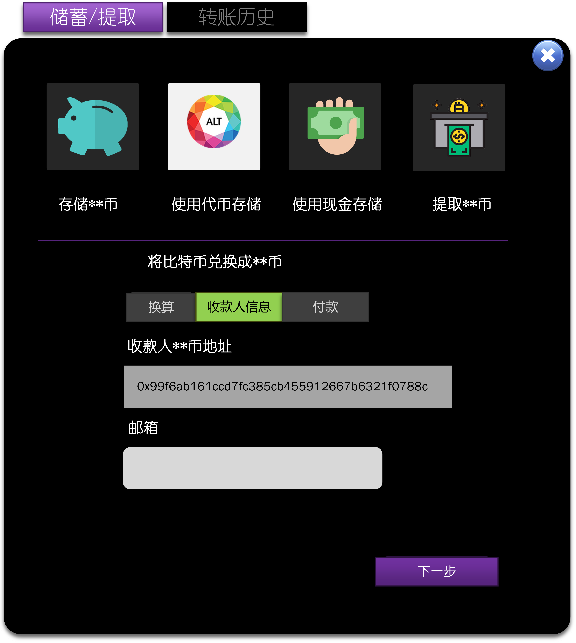 储蓄/提取
转账历史
ALT
存储**币
使用代币存储
使用现金存储
提取**币
将比特币兑换成**币
换算
收款人信息
付款
收款人**币地址
0x99f6ab161ccd7fc385cb455912667b6321f0788c
邮箱
下一步